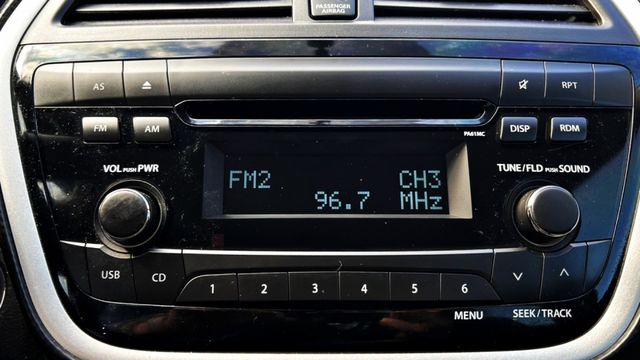 PASSENGER
AIRBAG
AS
RPT
FM AM
PA61MC
DISP RDM
VOL PUSH PWR
TUNE/FLD PUSH SOUND
FM2 CH3
96.7 MHz
USB CD
1 2 3 4 5 6
MENU
SEEK/TRACK